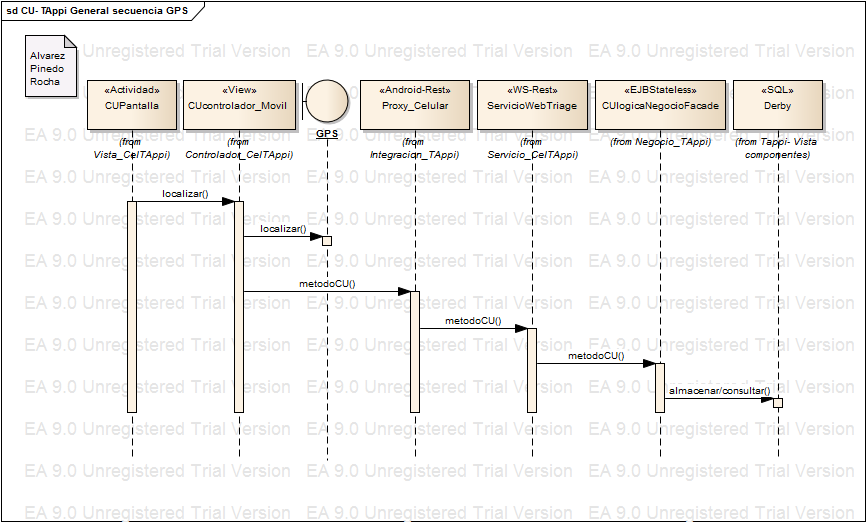 sd CU- TAppi General secuencia GPS
Alvarez
Pinedo
Rocha
EA 9.0 Unregistered Trial Version
«Actividad»
CUPantalla
«View»
CUcontrolador_Movil
GPS
«Android-Rest»
Proxy_Celular
«WS-Rest»
ServicioWebTriage
«EJBStateless»
CUlogicaNegocioFacade
«SQL»
Derby
(from
Vista_CelTAppi)
(from
Controlador_CelTAppi)
(from
Integracion_TAppi)
(from
Servicio_CelTAppi)
(from Negocio_TAppi)
(from Tappi- Vista
componentes)
localizar()
localizar()
metodoCU()
metodoCU()
metodoCU()
almacenar/consultar()